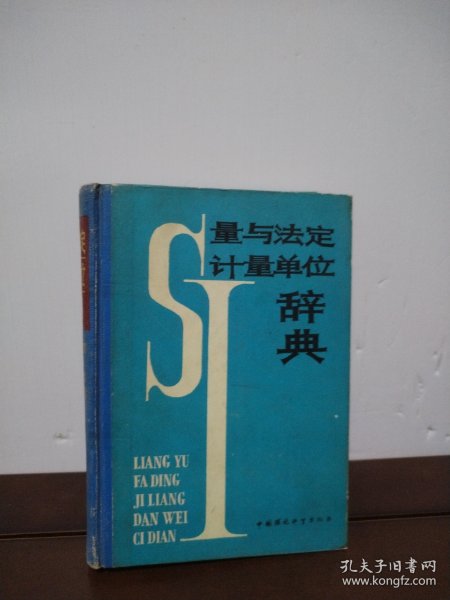 SI
量与法定
计量单位
辞典
LIANG YU
FA DING
JI LIANG
DAN WEI
CI DIAN
孔夫子旧书网
www.kongfz.com